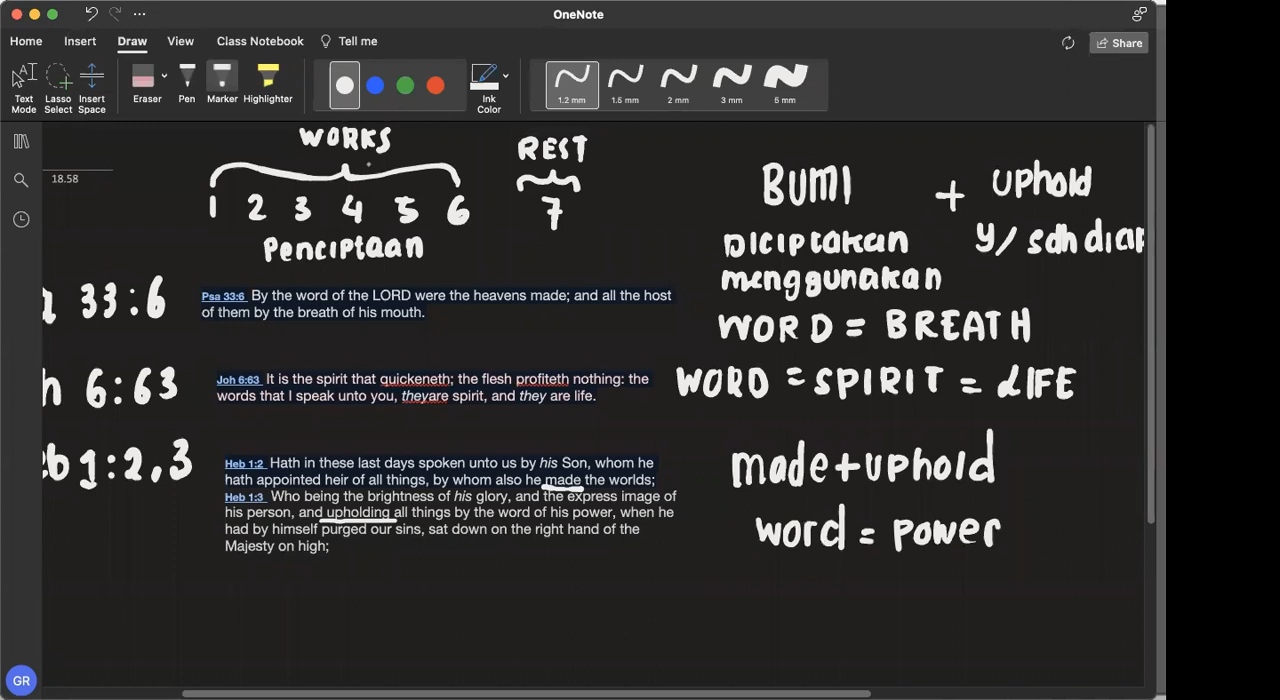 OneNote
Home Insert Draw View Class Notebook Tell me
Share
Text Mode
Lasso Select
Insert Space
Eraser
Pen
Marker
Highlighter
Ink Color
1.2 mm
1.5 mm
2 mm
3 mm
5 mm
18.58
WORKS
REST
1 2 3 4 5 6
7
Penciptaan
BUMI + uphold
DICIPTAKAN
menggunakan
y/ sdh dicip
WORD = BREATH
33:6
Psa 33:6 By the word of the LORD were the heavens made; and all the host
of them by the breath of his mouth.
6:63
Joh 6:63 It is the spirit that quickeneth; the flesh profiteth nothing: the
words that I speak unto you, theyare spirit, and they are life.
WORD = SPIRIT = LIFE
eb 1:2,3
Heb 1:2 Hath in these last days spoken unto us by his Son, whom he
hath appointed heir of all things, by whom also he made the worlds;
Heb 1:3 Who being the brightness of his glory, and the express image of
his person, and upholding all things by the word of his power, when he
had by himself purged our sins, sat down on the right hand of the
Majesty on high;
made+uphold
word = power
GR